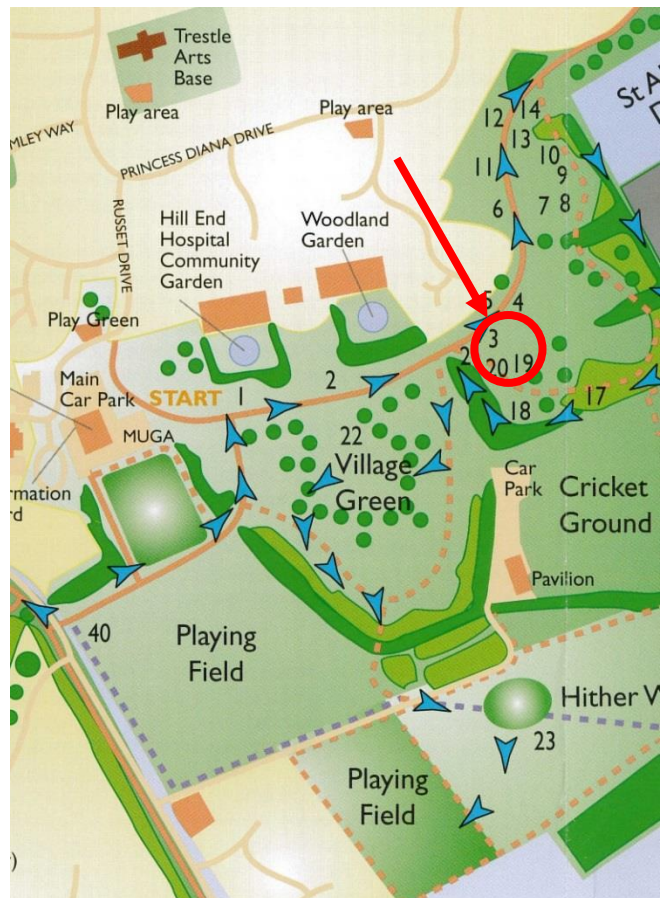 Trestle
Arts
Base
Play area
Play area
MLEY WAY
PRINCESS DIANA DRIVE
RUSSET DRIVE
St A
12
14
13
11
10
9
6
7
8
Hill End
Hospital
Community
Garden
Woodland
Garden
5
4
3
Play Green
2
20
19
Main
Car Park
START
1
2
17
18
MUGA
22
Village
Green
Car
Park
Cricket
Ground
rmation
rd
Pavilion
40
Playing
Field
Hither W
23
Playing
Field
)